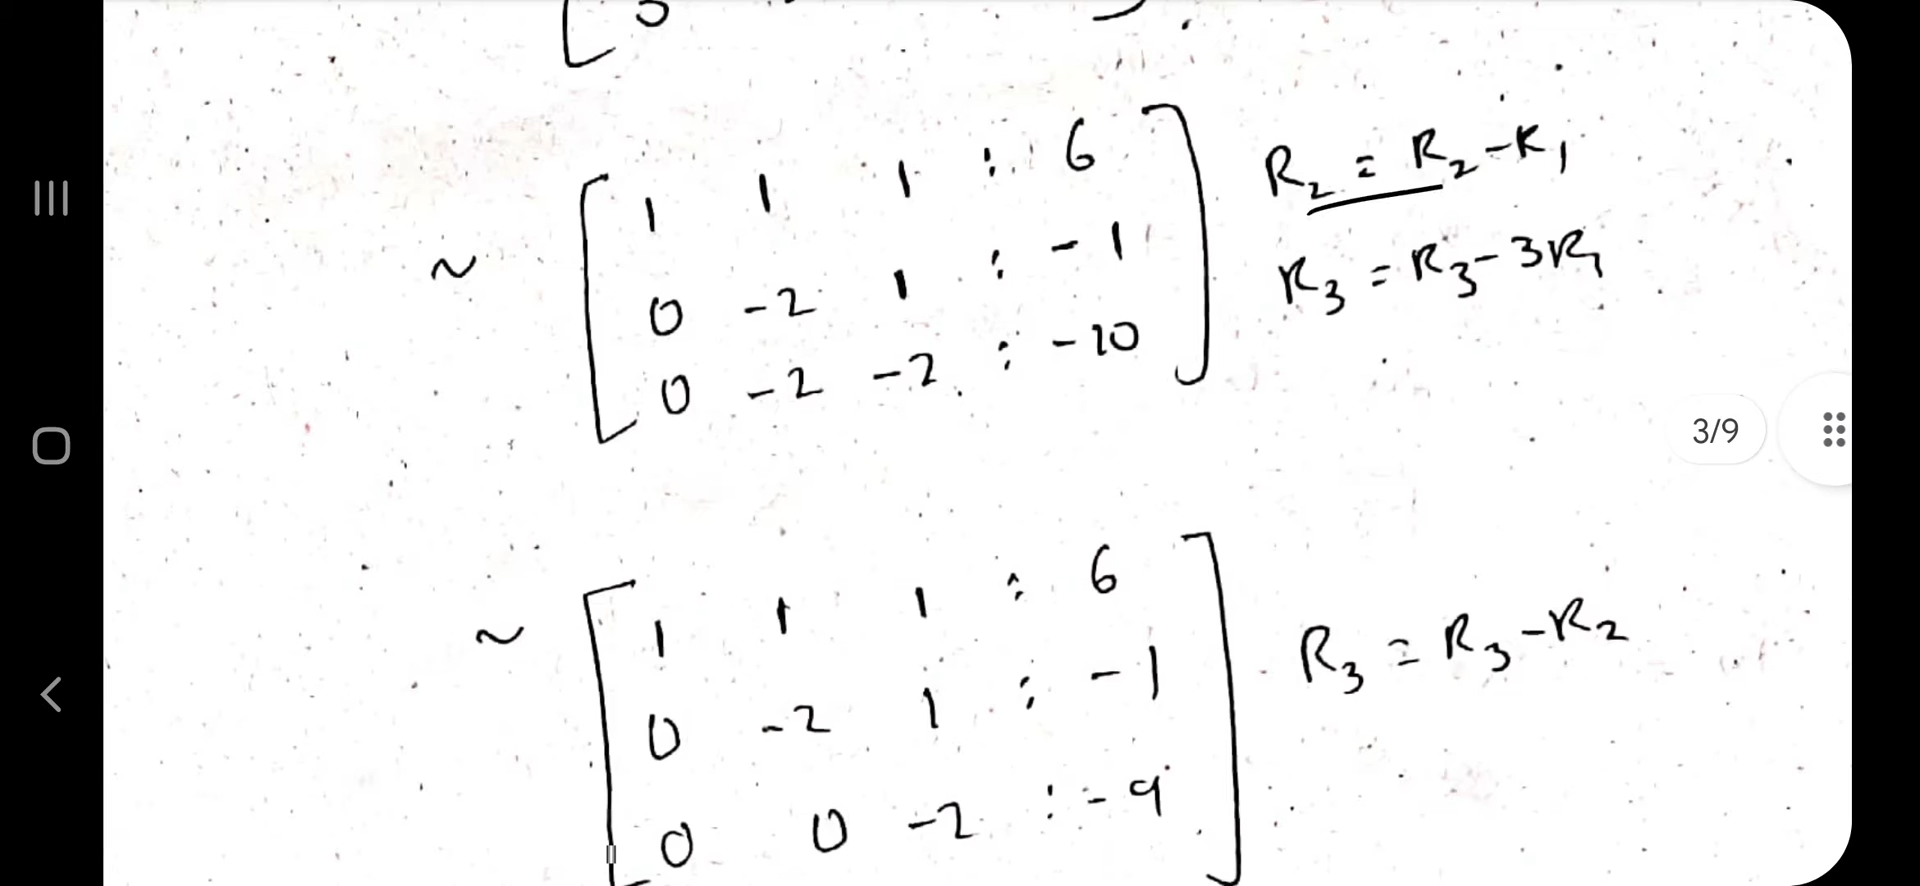 ~ [ 1 1 1 : 6 ] R₂ = R₂ - R₁
0 -2 1 : -1 R₃ = R₃ - 3R₁
0 -2 -2 : -10
3/9
~ [ 1 1 1 : 6 ]
0 -2 1 : -1 R₃ = R₃ - R₂
0 0 -2 : -9